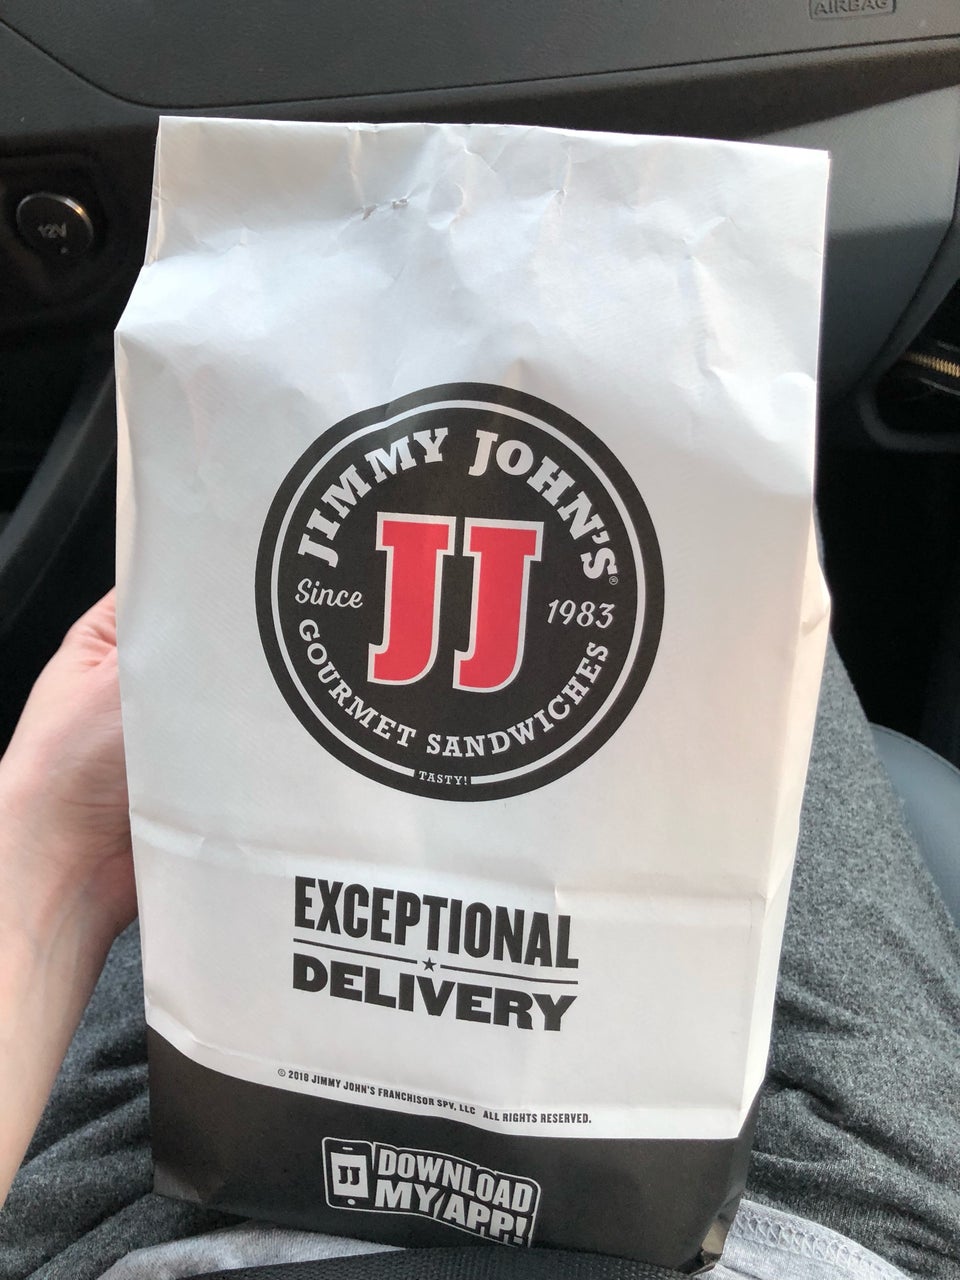 AIRBAG
12V
JIMMY JOHN'S®
JJ
Since 1983
GOURMET SANDWICHES
TASTY!
EXCEPTIONAL
DELIVERY
© 2018 JIMMY JOHN'S FRANCHISOR SPV, LLC ALL RIGHTS RESERVED.
JJ
DOWNLOAD
MY APP!